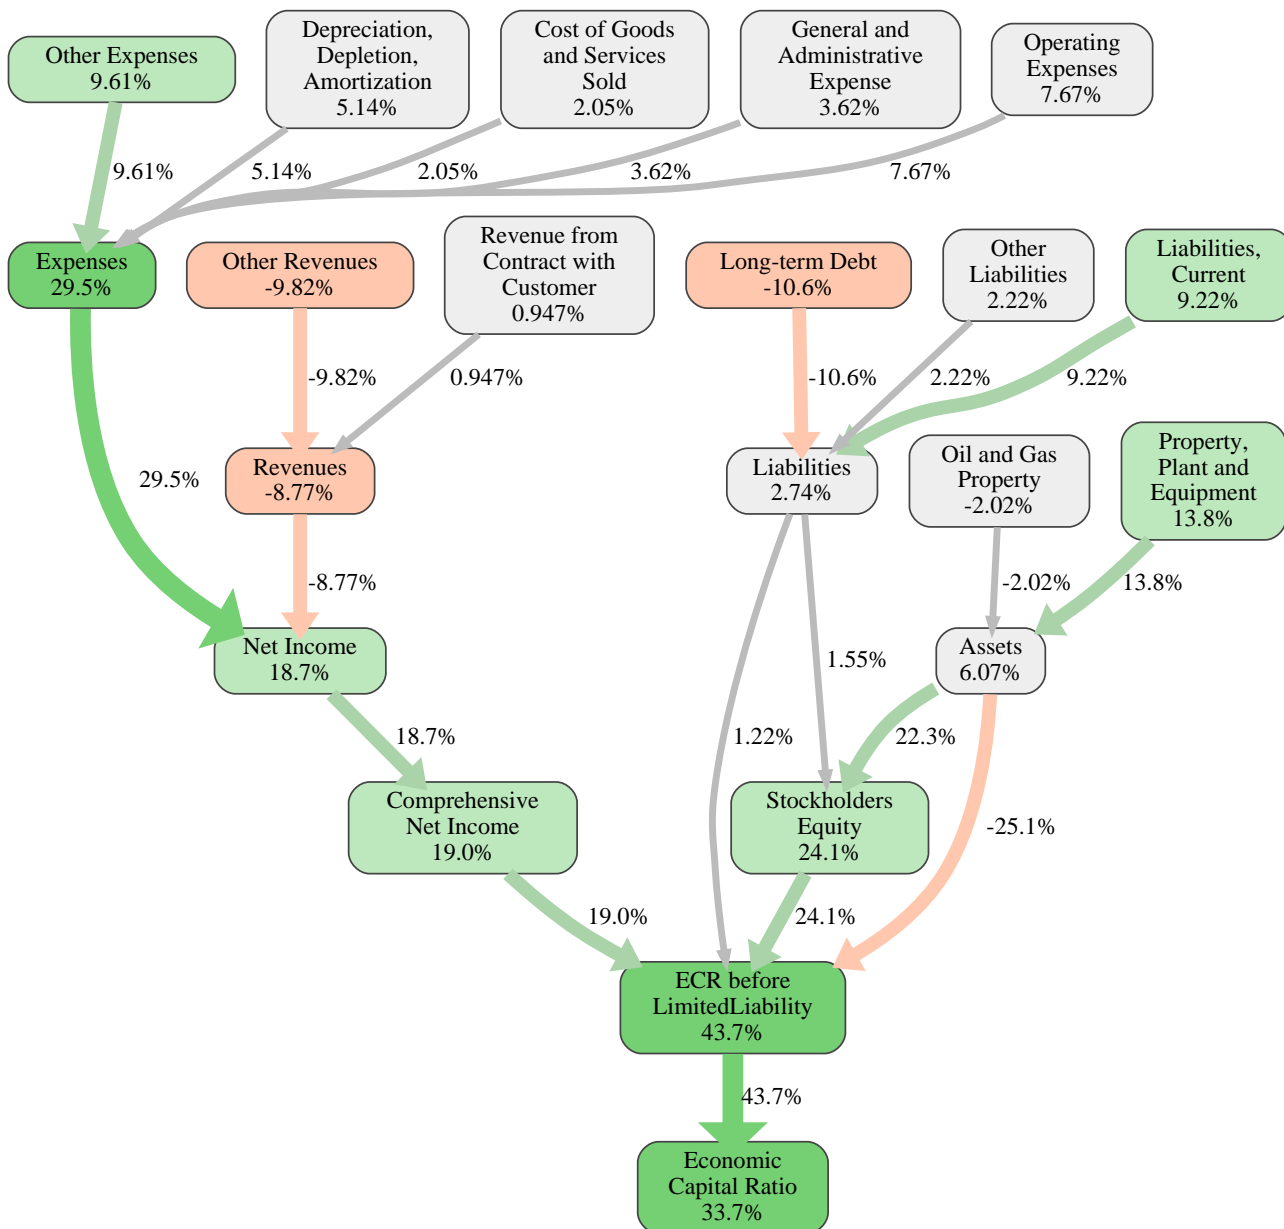 Other Expenses
9.61%
Depreciation,
Depletion,
Amortization
5.14%
Cost of Goods
and Services
Sold
2.05%
General and
Administrative
Expense
3.62%
Operating
Expenses
7.67%
9.61%
5.14%
2.05%
3.62%
7.67%
Expenses
29.5%
Other Revenues
-9.82%
Revenue from
Contract with
Customer
0.947%
Long-term Debt
-10.6%
Other
Liabilities
2.22%
Liabilities,
Current
9.22%
-9.82%
0.947%
-10.6%
2.22%
9.22%
29.5%
Revenues
-8.77%
Liabilities
2.74%
Oil and Gas
Property
-2.02%
Property,
Plant and
Equipment
13.8%
-8.77%
-2.02%
13.8%
Net Income
18.7%
1.55%
Assets
6.07%
18.7%
1.22%
22.3%
-25.1%
Comprehensive
Net Income
19.0%
Stockholders
Equity
24.1%
19.0%
24.1%
ECR before
LimitedLiability
43.7%
43.7%
Economic
Capital Ratio
33.7%